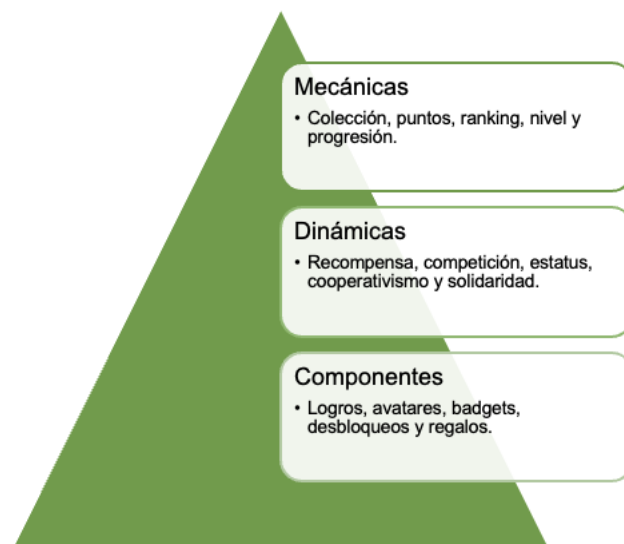 Mecánicas
• Colección, puntos, ranking, nivel y
progresión.
Dinámicas
• Recompensa, competición, estatus,
cooperativismo y solidaridad.
Componentes
• Logros, avatares, badgets,
desbloqueos y regalos.